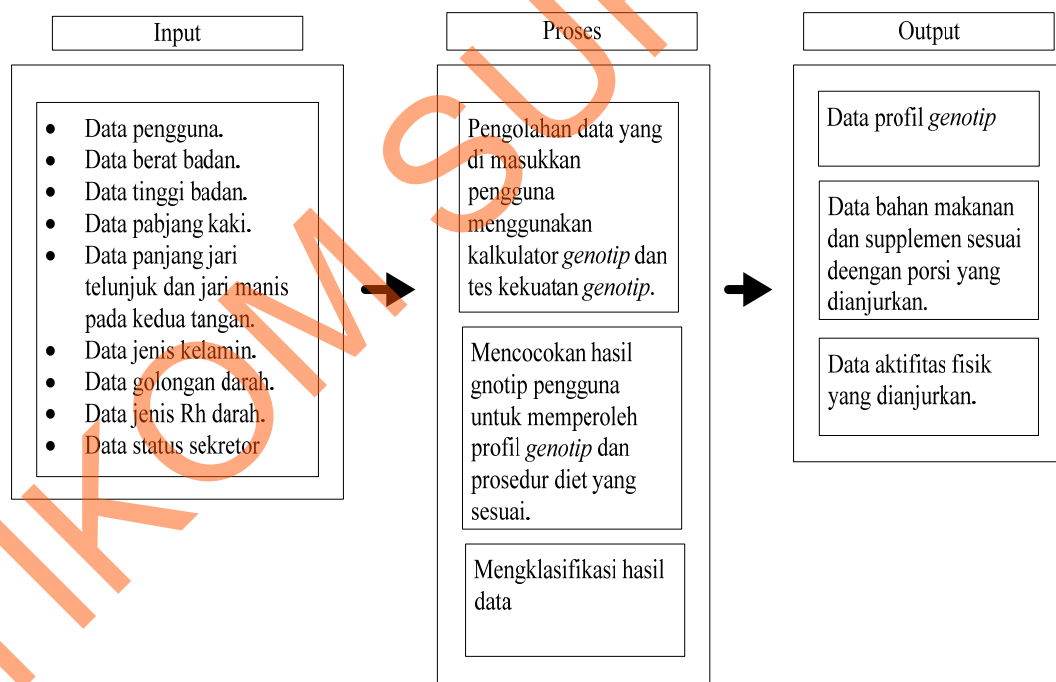 Input
• Data pengguna.
• Data berat badan.
• Data tinggi badan.
• Data pabjang kaki.
• Data panjang jari
telunjuk dan jari manis
pada kedua tangan.
• Data jenis kelamin.
• Data golongan darah.
• Data jenis Rh darah.
• Data status sekretor
Proses
Pengolahan data yang
di masukkan
pengguna
menggunakan
kalkulator genotip dan
tes kekuatan genotip.
Mencocokan hasil
gnotip pengguna
untuk memperoleh
profil genotip dan
prosedur diet yang
sesuai.
Mengklasifikasi hasil
data
Output
Data profil genotip
Data bahan makanan
dan supplemen sesuai
deengan porsi yang
dianjurkan.
Data aktifitas fisik
yang dianjurkan.
TIKOM SUR